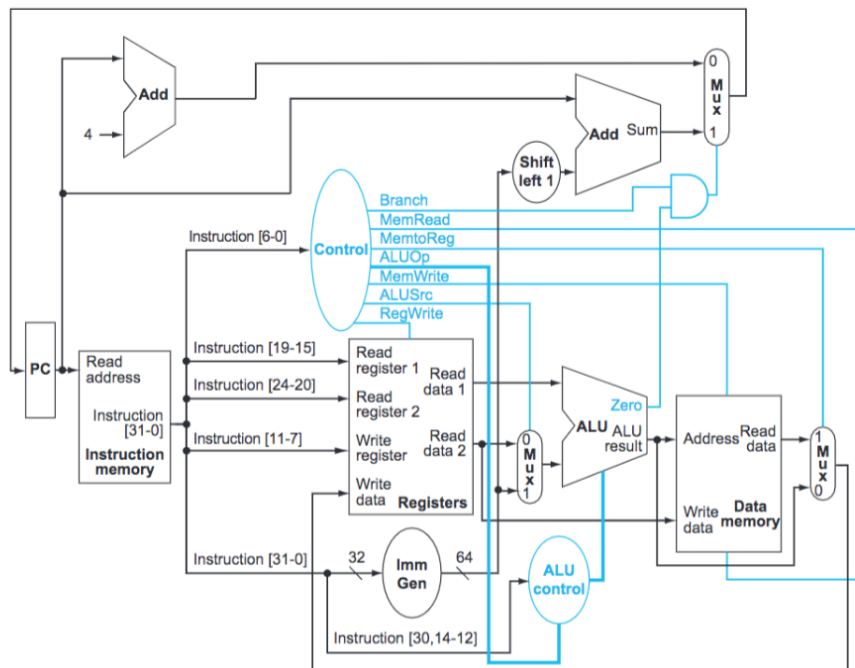 Add
4
Add Sum
0
Mux
1
Shift
left 1
Branch
MemRead
MemtoReg
ALUOp
MemWrite
ALUSrc
RegWrite
Control
Instruction [6-0]
PC
Read
address
Instruction
[31-0]
Instruction
memory
Instruction [19-15]
Instruction [24-20]
Instruction [11-7]
Instruction [31-0]
Read
register 1
Read
register 2
Write
register
Write
data
Read
data 1
Read
data 2
Registers
0
Mux
1
Zero
ALU
ALU
result
Address
Read
data
Write
data
Data
memory
1
Mux
0
32
Imm
Gen
64
ALU
control
Instruction [30,14-12]